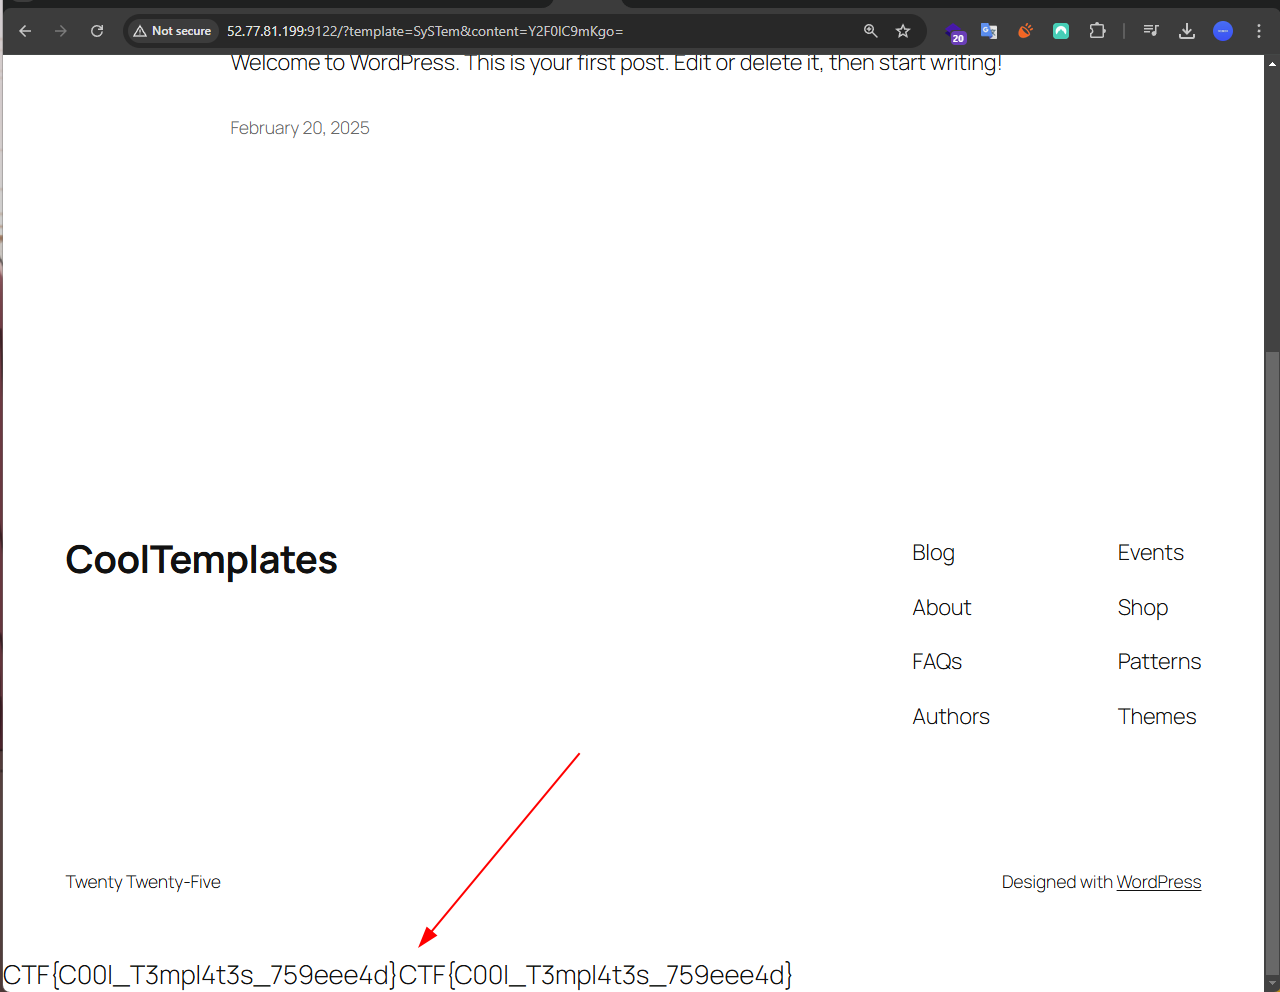 Not secure 52.77.81.199:9122/?template=SySTem&content=Y2F0IC9mKgo=
20
Welcome to WordPress. This is your first post. Edit or delete it, then start writing!
February 20, 2025
CoolTemplates
Blog Events
About Shop
FAQs Patterns
Authors Themes
Twenty Twenty-Five Designed with WordPress
CTF{C00l_T3mpl4t3s_759eee4d}CTF{C00l_T3mpl4t3s_759eee4d}